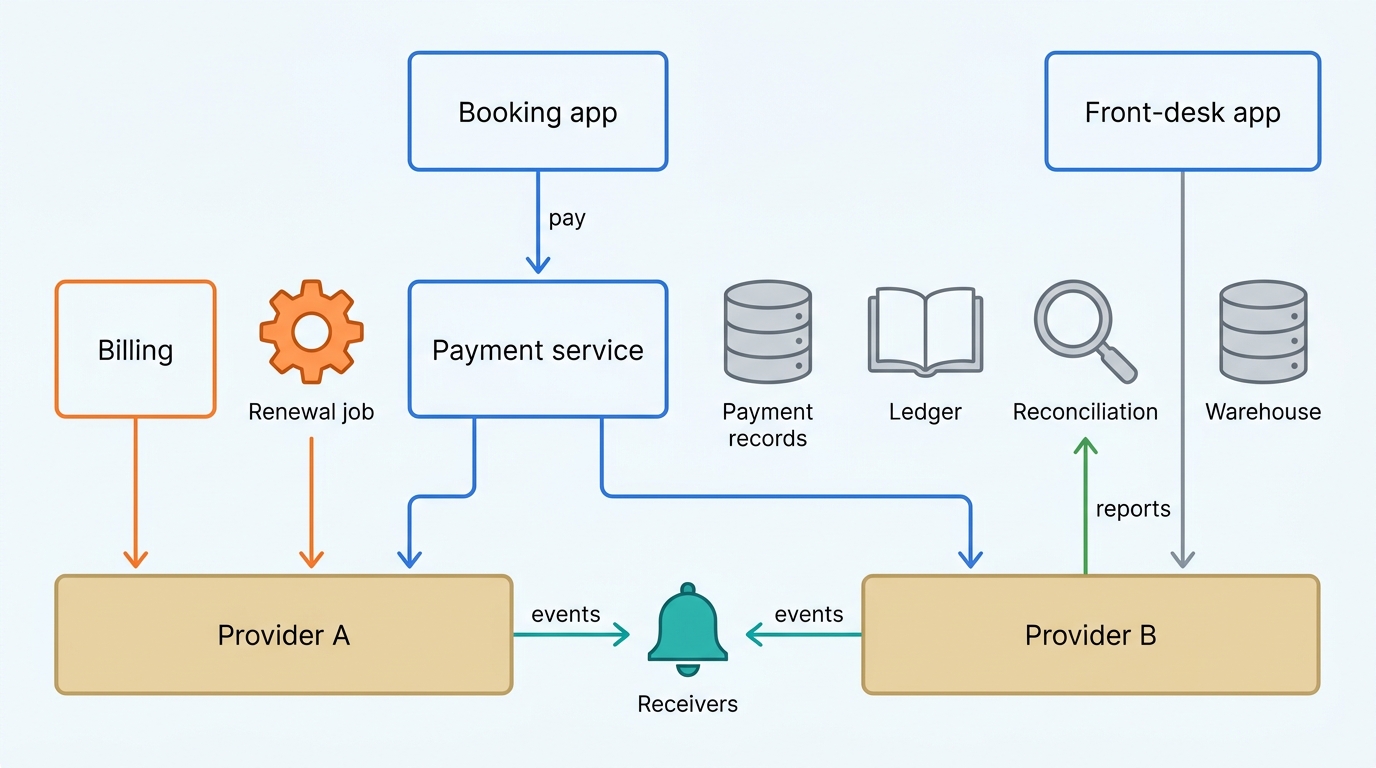 Booking app
Front-desk app
pay
Billing
Renewal job
Payment service
Payment
records
Ledger
Reconciliation
Warehouse
reports
Provider A
events
events
Provider B
Receivers